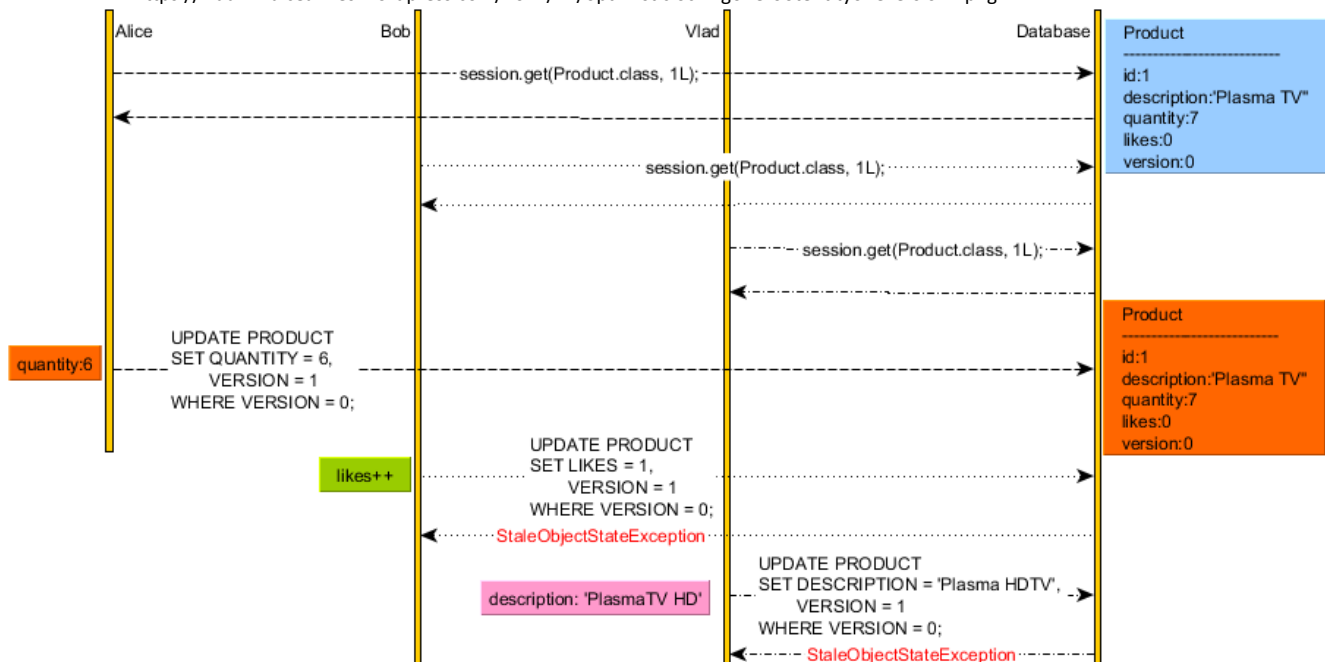 Alice
Bob
Vlad
Database
Product
---------------------------
id:1
description:'Plasma TV"
quantity:7
likes:0
version:0
session.get(Product.class, 1L);
session.get(Product.class, 1L);
session.get(Product.class, 1L);
Product
---------------------------
id:1
description:'Plasma TV"
quantity:7
likes:0
version:0
quantity:6
UPDATE PRODUCT
SET QUANTITY = 6,
VERSION = 1
WHERE VERSION = 0;
likes++
UPDATE PRODUCT
SET LIKES = 1,
VERSION = 1
WHERE VERSION = 0;
StaleObjectStateException
description: 'PlasmaTV HD'
UPDATE PRODUCT
SET DESCRIPTION = 'Plasma HDTV',
VERSION = 1
WHERE VERSION = 0;
StaleObjectStateException